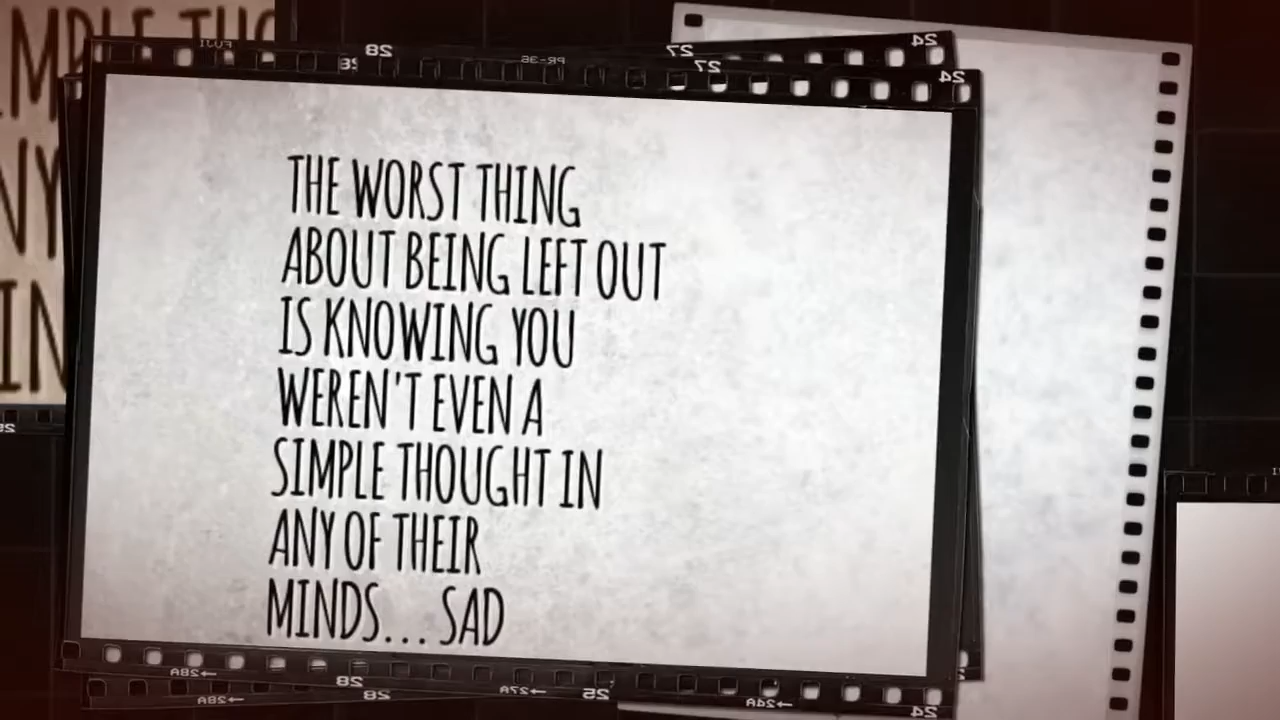 THE WORST THING
ABOUT BEING LEFT OUT
IS KNOWING YOU
WEREN'T EVEN A
SIMPLE THOUGHT IN
ANY OF THEIR
MINDS... SAD